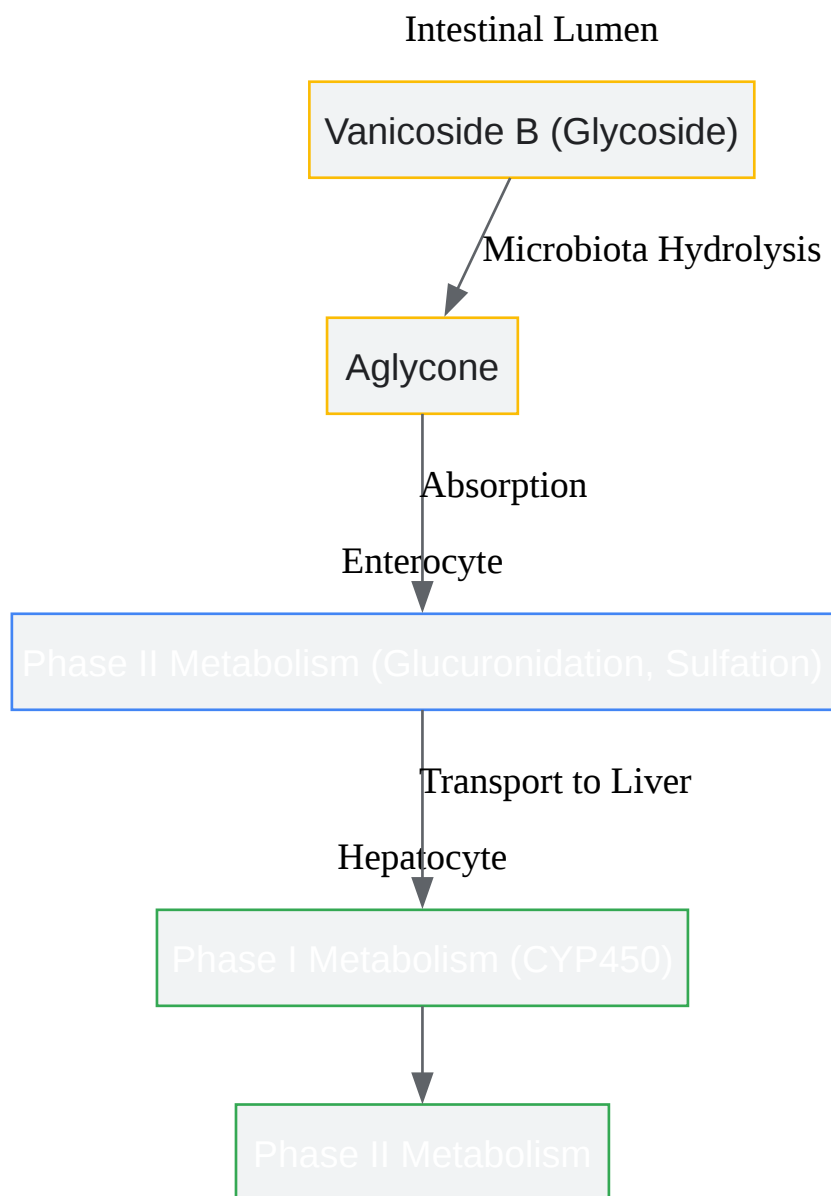 Intestinal Lumen
Vanicoside B (Glycoside)
Microbiota Hydrolysis
Aglycone
Absorption
Enterocyte
Phase II Metabolism (Glucuronidation, Sulfation)
Transport to Liver
Hepatocyte
Phase I Metabolism (CYP450)
Phase II Metabolism